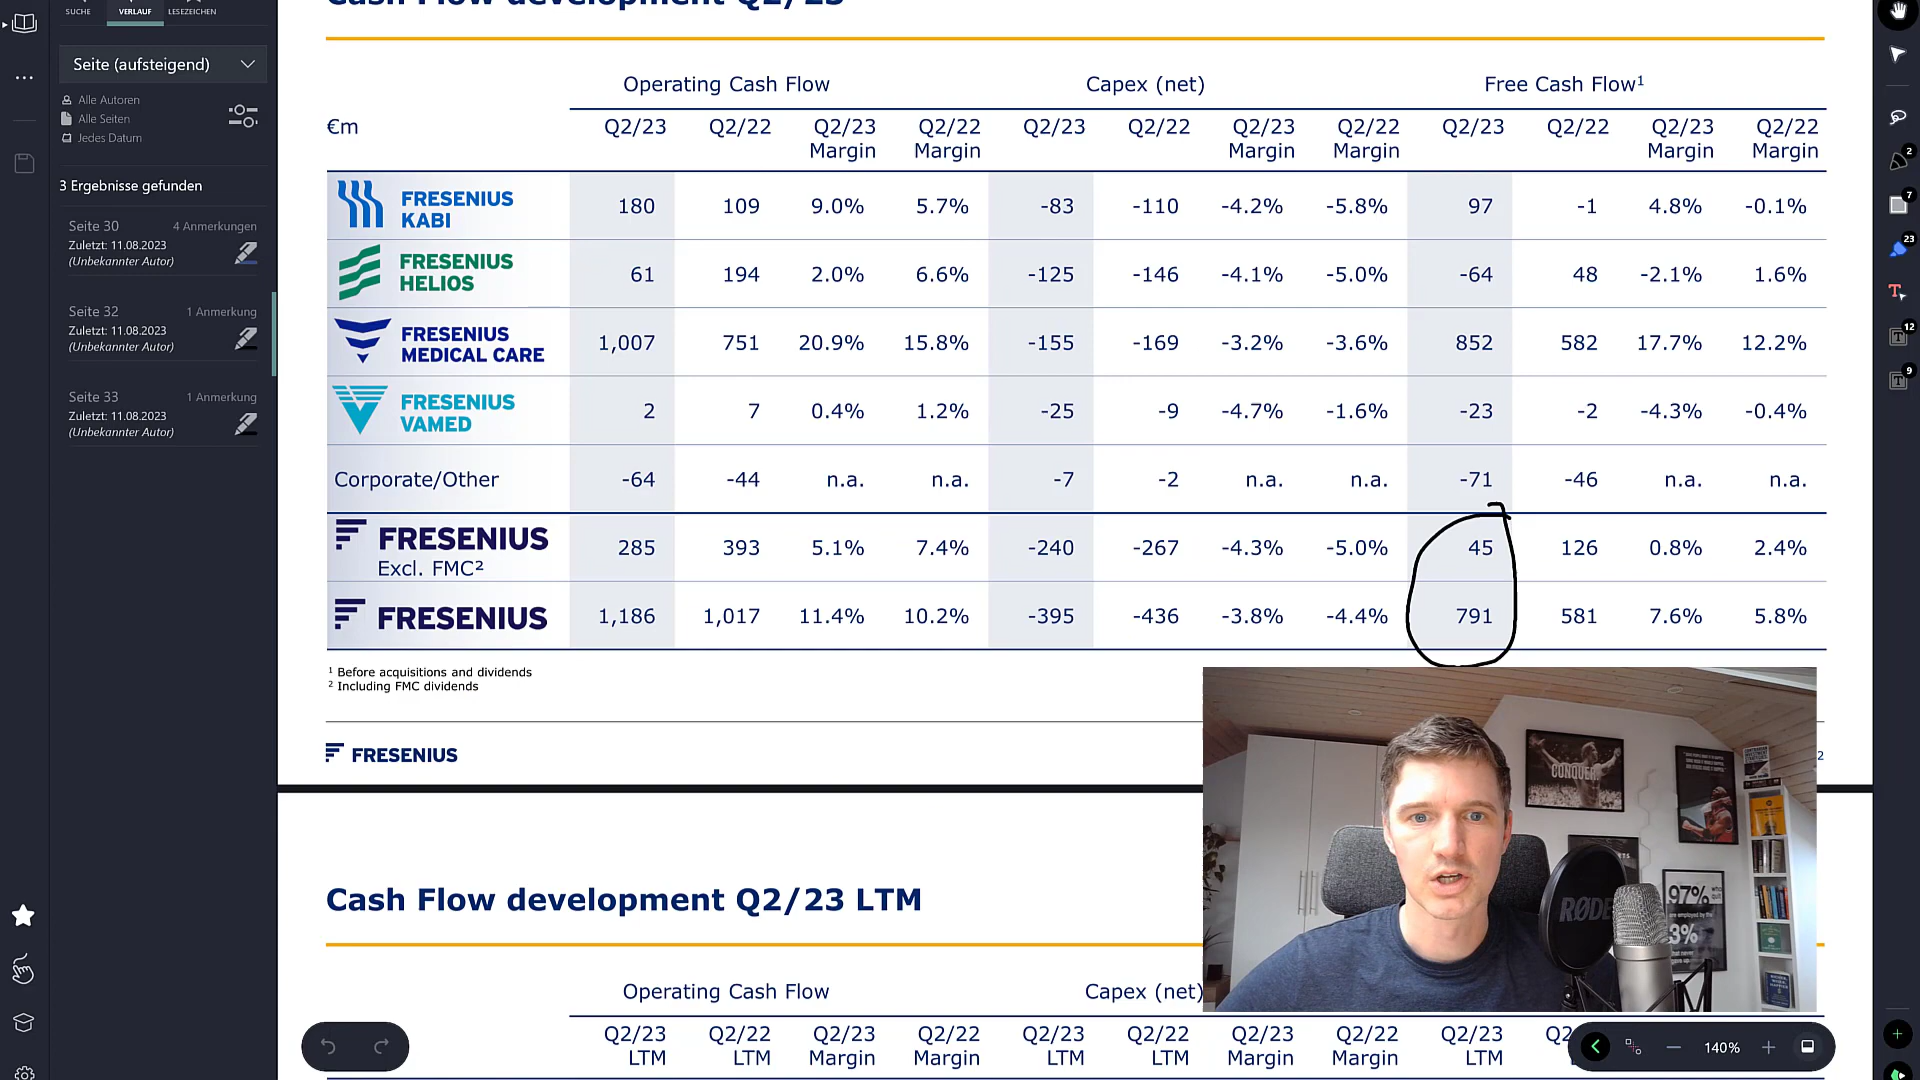 SUCHE VERLAUF LESEZEICHEN
Seite (aufsteigend)
Alle Autoren
Alle Seiten
Jedes Datum
3 Ergebnisse gefunden
Seite 30 4 Anmerkungen
Zuletzt: 11.08.2023
(Unbekannter Autor)
Seite 32 1 Anmerkung
Zuletzt: 11.08.2023
(Unbekannter Autor)
Seite 33 1 Anmerkung
Zuletzt: 11.08.2023
(Unbekannter Autor)
Cash Flow development Q2/23
Operating Cash Flow Capex (net) Free Cash Flow¹
€m Q2/23 Q2/22 Q2/23 Q2/22 Q2/23 Q2/22 Q2/23 Q2/22 Q2/23 Q2/22 Q2/23 Q2/22
Margin Margin Margin Margin Margin Margin
FRESENIUS
KABI
180 109 9.0% 5.7% -83 -110 -4.2% -5.8% 97 -1 4.8% -0.1%
FRESENIUS
HELIOS
61 194 2.0% 6.6% -125 -146 -4.1% -5.0% -64 48 -2.1% 1.6%
FRESENIUS
MEDICAL CARE
1,007 751 20.9% 15.8% -155 -169 -3.2% -3.6% 852 582 17.7% 12.2%
FRESENIUS
VAMED
2 7 0.4% 1.2% -25 -9 -4.7% -1.6% -23 -2 -4.3% -0.4%
Corporate/Other -64 -44 n.a. n.a. -7 -2 n.a. n.a. -71 -46 n.a. n.a.
FRESENIUS
Excl. FMC²
285 393 5.1% 7.4% -240 -267 -4.3% -5.0% 45 126 0.8% 2.4%
FRESENIUS 1,186 1,017 11.4% 10.2% -395 -436 -3.8% -4.4% 791 581 7.6% 5.8%
¹ Before acquisitions and dividends
² Including FMC dividends
FRESENIUS
2
Cash Flow development Q2/23 LTM
Operating Cash Flow Capex (net)
Q2/23 Q2/22 Q2/23 Q2/22 Q2/23 Q2/22 Q2/23 Q2/22 Q2/23
LTM LTM Margin Margin LTM LTM Margin Margin LTM
CONQUER.
RØDE
97%
3%
140%
2
7
23
12
9